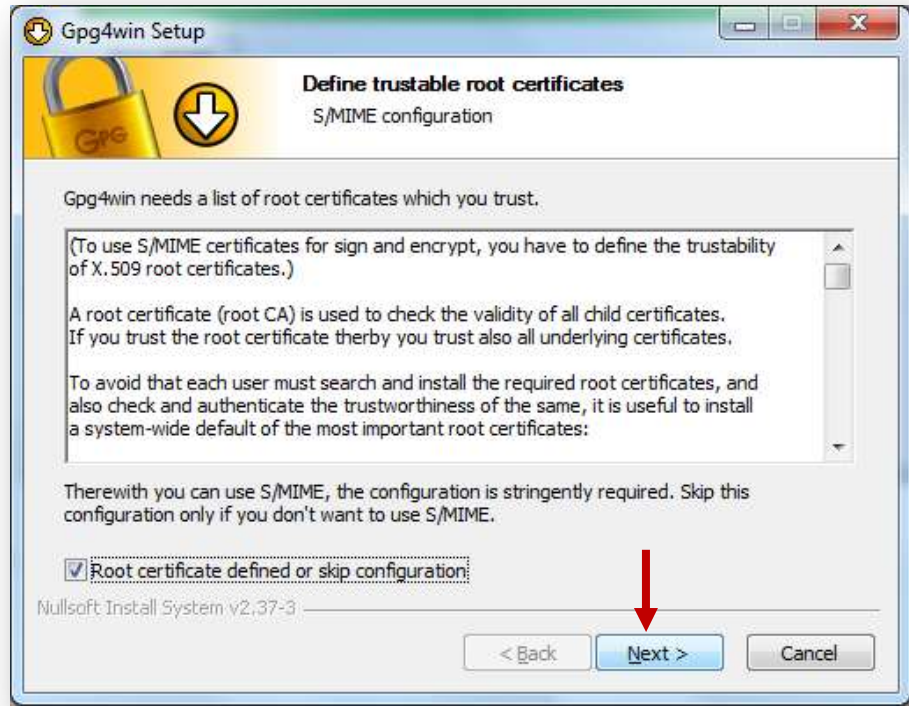 Gpg4win Setup
Define trustable root certificates
S/MIME configuration
GPG
Gpg4win needs a list of root certificates which you trust.
(To use S/MIME certificates for sign and encrypt, you have to define the trustability
of X.509 root certificates.)
A root certificate (root CA) is used to check the validity of all child certificates.
If you trust the root certificate therby you trust also all underlying certificates.
To avoid that each user must search and install the required root certificates, and
also check and authenticate the trustworthiness of the same, it is useful to install
a system-wide default of the most important root certificates:
Therewith you can use S/MIME, the configuration is stringently required. Skip this
configuration only if you don't want to use S/MIME.
Root certificate defined or skip configuration
Nullsoft Install System v2.37-3
< Back Next > Cancel